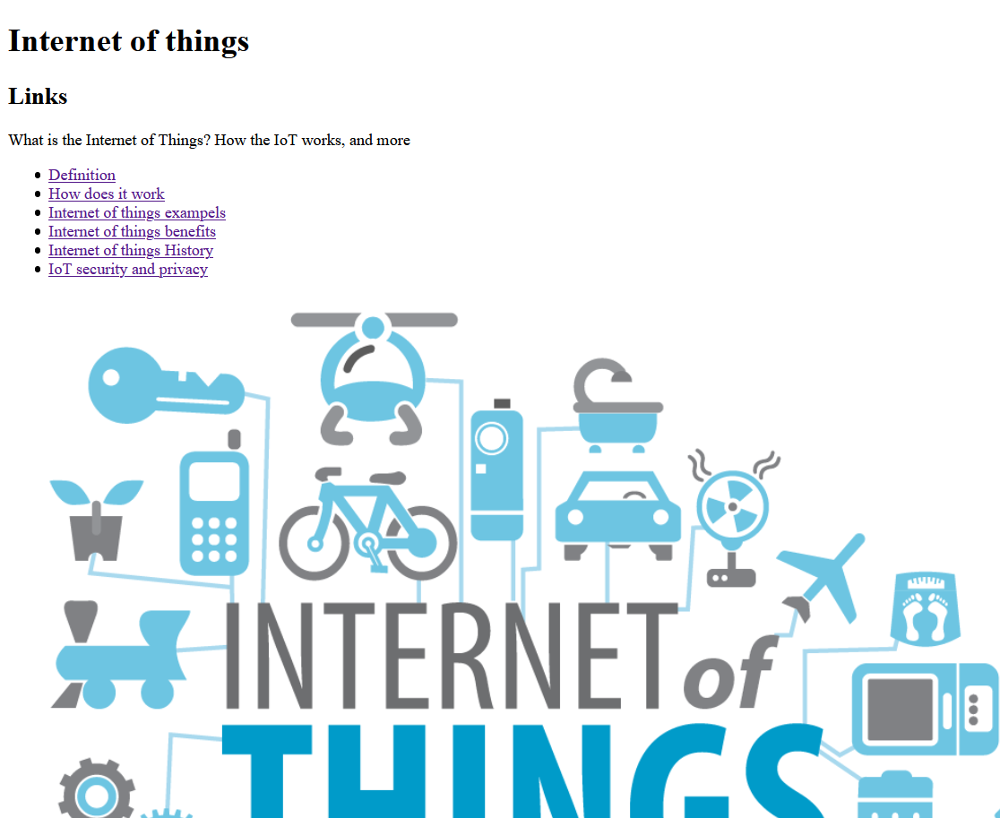 Internet of things
Links
What is the Internet of Things? How the IoT works, and more
Definition
How does it work
Internet of things exampels
Internet of things benefits
Internet of things History
IoT security and privacy
INTERNET of
THINGS